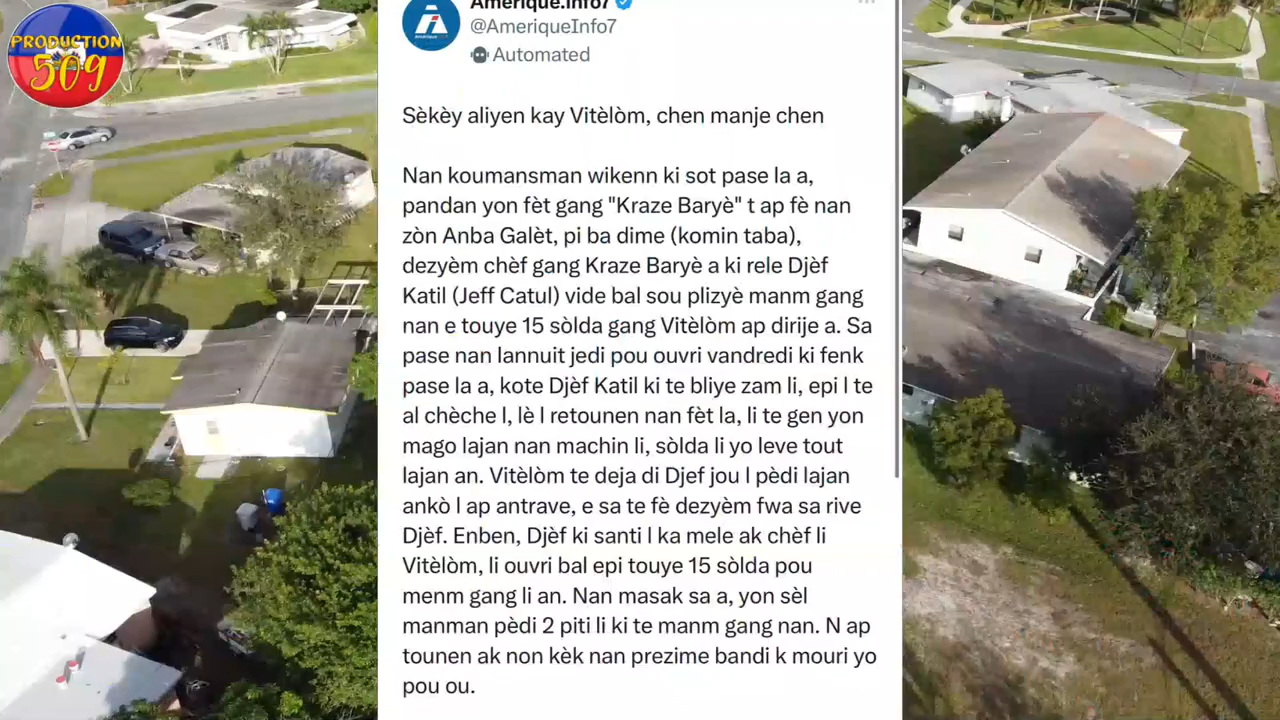 PRODUCTION
509
Amerique.Info7
@AmeriqueInfo7
Automated
Sèkèy aliyen kay Vitèlòm, chen manje chen
Nan koumansman wikenn ki sot pase la a,
pandan yon fèt gang "Kraze Baryè" t ap fè nan
zòn Anba Galèt, pi ba dime (komin taba),
dezyèm chèf gang Kraze Baryè a ki rele Djèf
Katil (Jeff Catul) vide bal sou plizyè manm gang
nan e touye 15 sòlda gang Vitèlòm ap dirije a. Sa
pase nan lannuit jedi pou ouvri vandredi ki fenk
pase la a, kote Djèf Katil ki te bliye zam li, epi l te
al chèche l, lè l retounen nan fèt la, li te gen yon
mago lajan nan machin li, sòlda li yo leve tout
lajan an. Vitèlòm te deja di Djef jou l pèdi lajan
ankò l ap antrave, e sa te fè dezyèm fwa sa rive
Djèf. Enben, Djèf ki santi l ka mele ak chèf li
Vitèlòm, li ouvri bal epi touye 15 sòlda pou
menm gang li an. Nan masak sa a, yon sèl
manman pèdi 2 piti li ki te manm gang nan. N ap
tounen ak non kèk nan prezime bandi k mouri yo
pou ou.